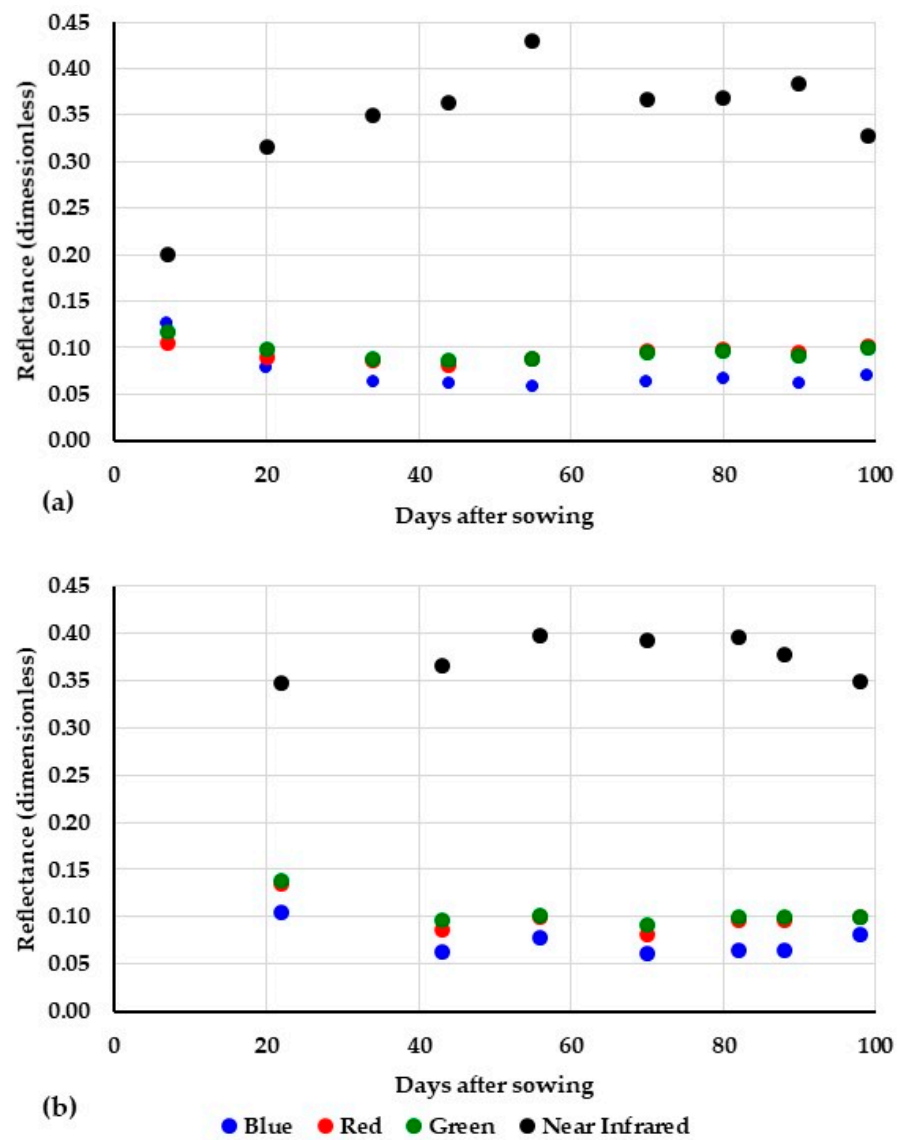 0.45
0.40
0.35
0.30
0.25
0.20
0.15
0.10
0.05
0.00
Reflectance (dimessionless)
0 20 40 60 80 100
(a)
Days after sowing
0.45
0.40
0.35
0.30
0.25
0.20
0.15
0.10
0.05
0.00
Reflectance (dimensionless)
0 20 40 60 80 100
Days after sowing
(b)
Blue Red Green Near Infrared